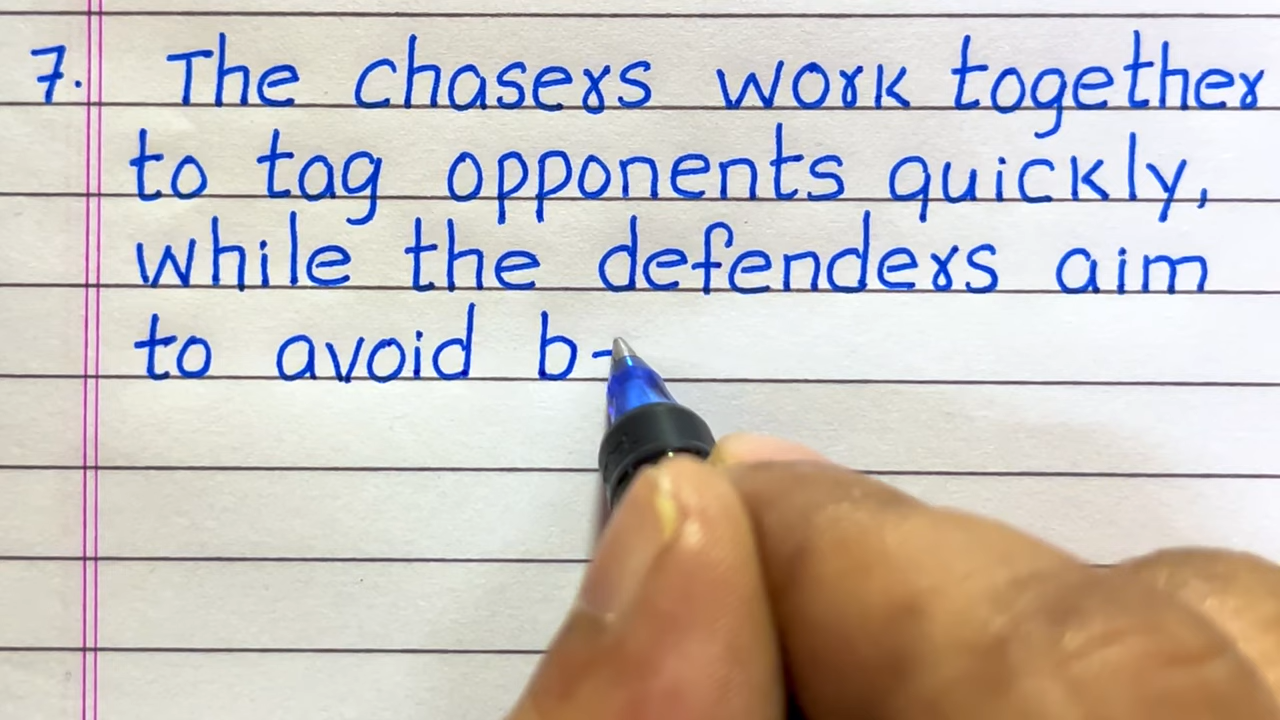 7. The chasers work together
to tag opponents quickly,
while the defenders aim
to avoid b